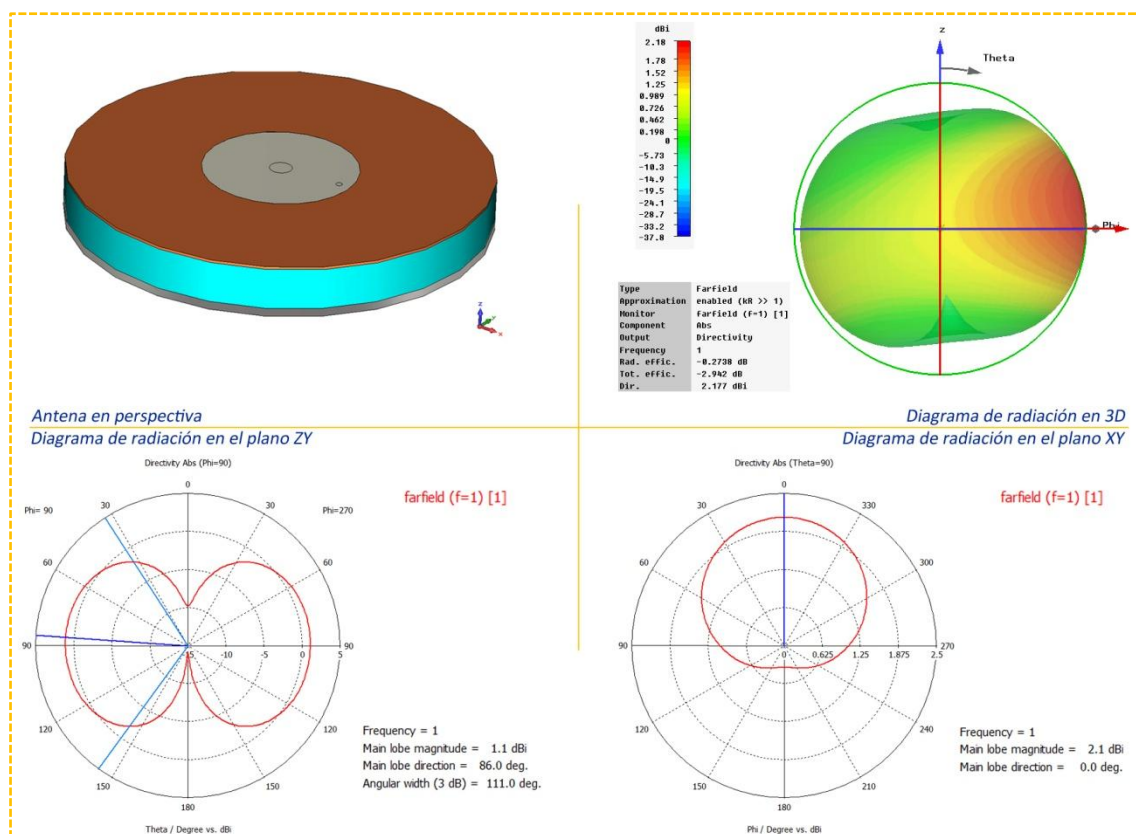 dBi
2.18
1.78
1.52
1.25
0.989
0.726
0.462
0.198
0
-5.73
-10.3
-14.9
-19.5
-24.1
-28.7
-33.2
-37.8
z
Theta
Phi
z
y
x
Type Farfield
Approximation enabled (kR >> 1)
Monitor farfield (f=1) [1]
Component Abs
Output Directivity
Frequency 1
Rad. effic. -0.2738 dB
Tot. effic. -2.942 dB
Dir. 2.177 dBi
Antena en perspectiva
Diagrama de radiación en 3D
Diagrama de radiación en el plano ZY
Diagrama de radiación en el plano XY
Directivity Abs (Phi=90)
farfield (f=1) [1]
Phi= 90
Phi=270
0
30
30
60
60
90
-15 -10 -5 0 5
90
120
120
150
150
180
Frequency = 1
Main lobe magnitude = 1.1 dBi
Main lobe direction = 86.0 deg.
Angular width (3 dB) = 111.0 deg.
Theta / Degree vs. dBi
Directivity Abs (Theta=90)
farfield (f=1) [1]
0
30
330
60
300
90
0 0.625 1.25 1.875 2.5
270
120
240
150
210
180
Frequency = 1
Main lobe magnitude = 2.1 dBi
Main lobe direction = 0.0 deg.
Phi / Degree vs. dBi